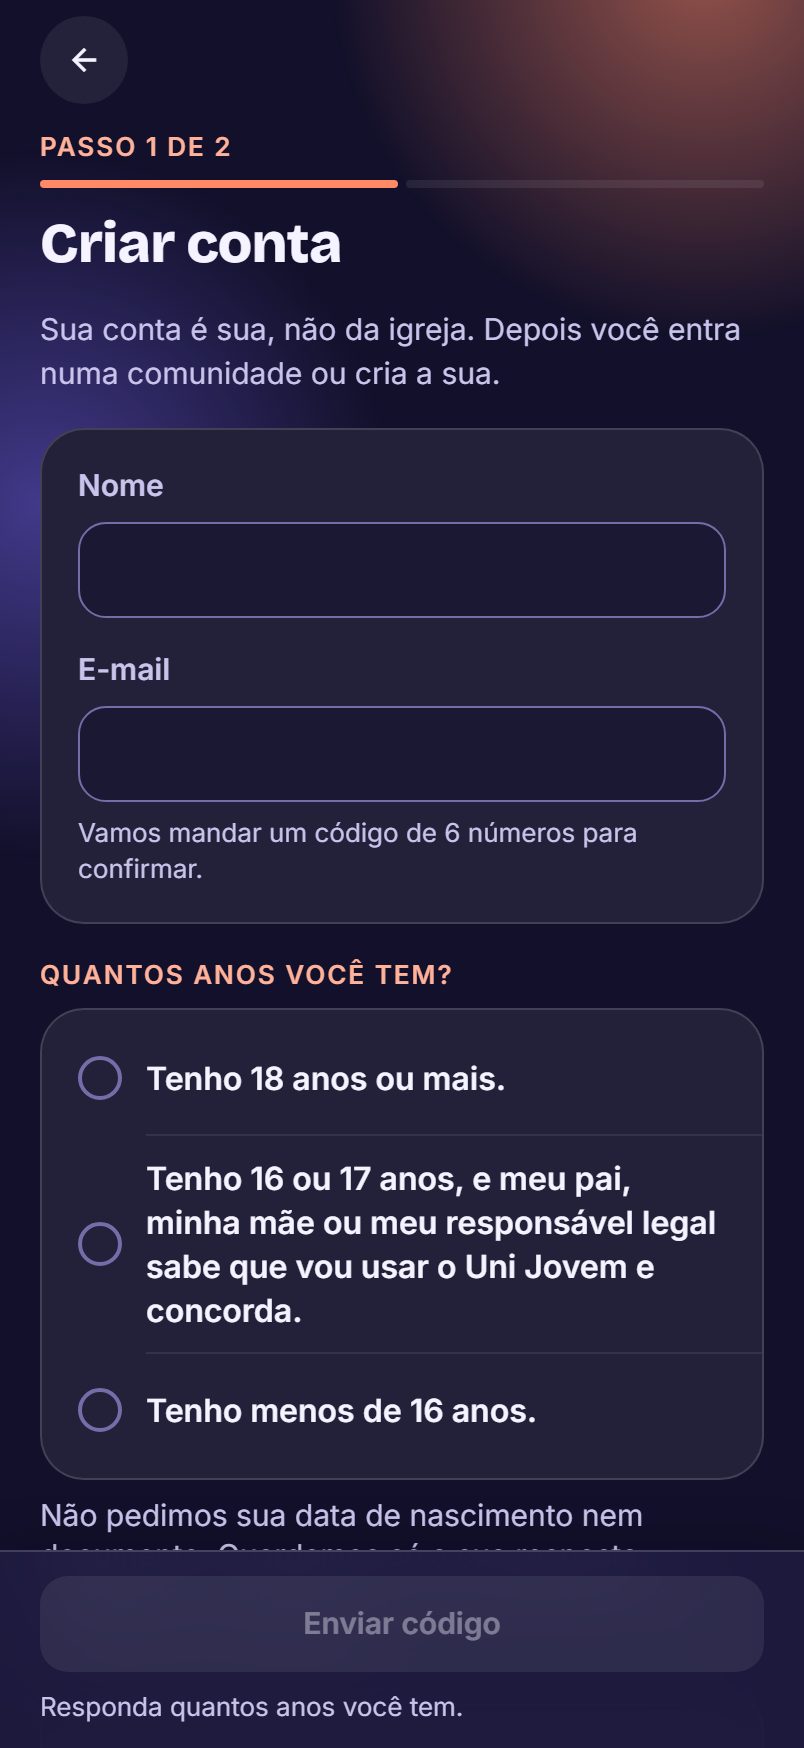 PASSO 1 DE 2
Criar conta
Sua conta é sua, não da igreja. Depois você entra
numa comunidade ou cria a sua.
Nome
E-mail
Vamos mandar um código de 6 números para
confirmar.
QUANTOS ANOS VOCÊ TEM?
Tenho 18 anos ou mais.
Tenho 16 ou 17 anos, e meu pai,
minha mãe ou meu responsável legal
sabe que vou usar o Uni Jovem e
concorda.
Tenho menos de 16 anos.
Não pedimos sua data de nascimento nem
Enviar código
Responda quantos anos você tem.